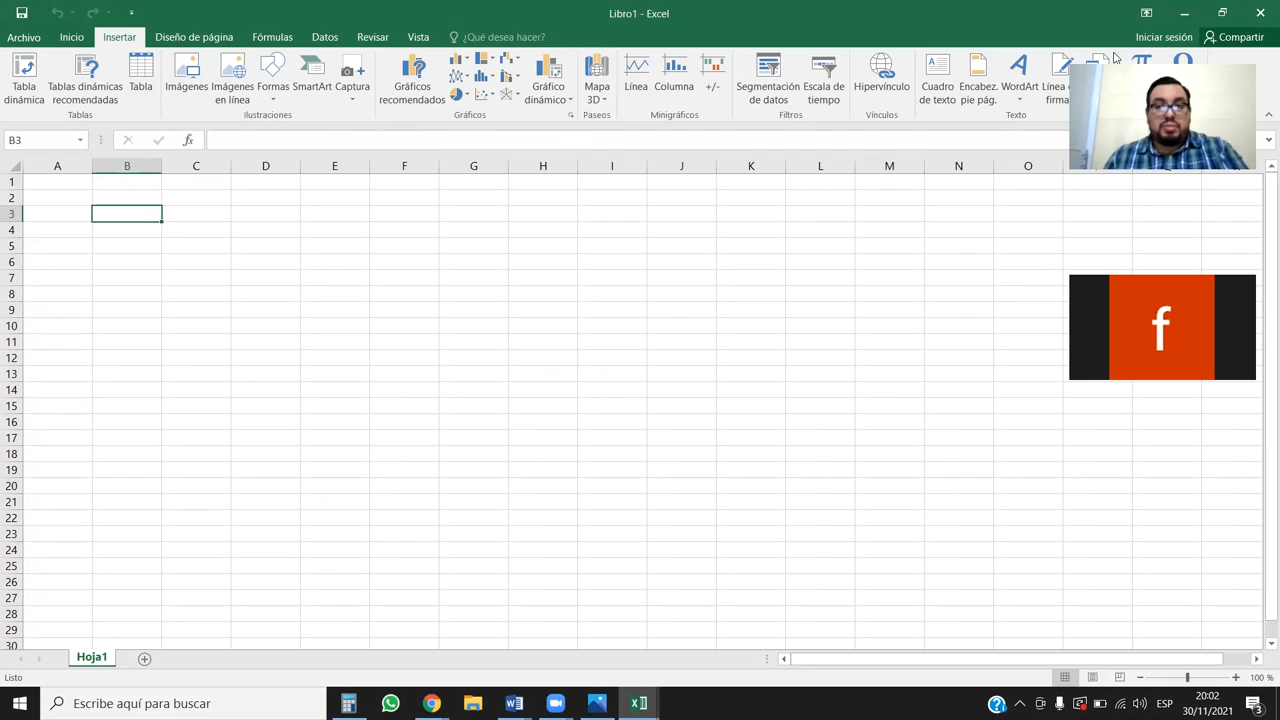 Libro1 - Excel
Archivo Inicio Insertar Diseño de página Fórmulas Datos Revisar Vista ¿Qué desea hacer? Iniciar sesión Compartir
Tabla dinámica
Tablas dinámicas recomendadas
Tabla
Imágenes
Imágenes en línea
Formas
SmartArt
Captura
Gráficos recomendados
Gráfico dinámico
Mapa 3D
Línea
Columna
+/-
Segmentación de datos
Escala de tiempo
Hipervínculo
Cuadro de texto
Encabez. pie pág.
WordArt
Tablas Ilustraciones Gráficos Paseos Minigráficos Filtros Vínculos Texto
B3 fx
A B C D E F G H I J K L M N O
1
2
3
4
5
6
7
8
9
10
11
12
13
14
15
16
17
18
19
20
21
22
23
24
25
26
27
28
29
30
f
Hoja1
Listo 100 %
Escribe aquí para buscar
ESP
20:02
30/11/2021
3